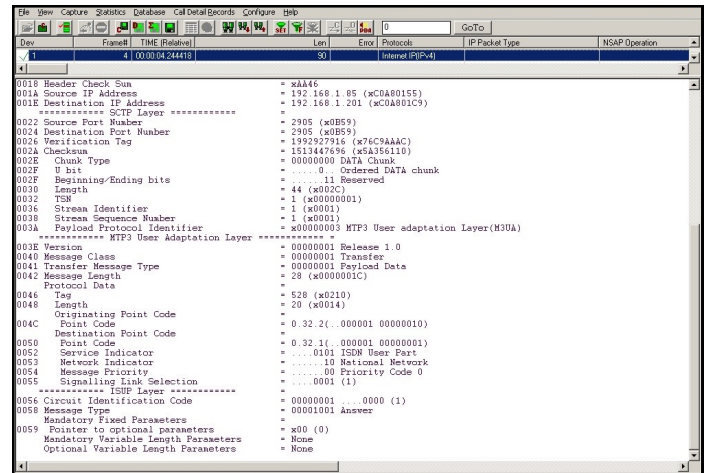 File View Capture Statistics Database Call Detail Records Configure Help
0 GoTo
Dev Frame# TIME (Relative) Len Error Protocols IP Packet Type NSAP Operation
1 4 00:00:04.244418 90 Internet IP(IPv4)
0018 Header Check Sum = xAA46
001A Source IP Address = 192.168.1.85 (xC0A80155)
001E Destination IP Address = 192.168.1.201 (xC0A801C9)
============ SCTP Layer ============ =
0022 Source Port Number = 2905 (x0B59)
0024 Destination Port Number = 2905 (x0B59)
0026 Verification Tag = 1992927916 (x76C9AAAC)
002A Checksum = 1513447696 (x5A356110)
002E Chunk Type = 00000000 DATA Chunk
002F U bit = .....0.. Ordered DATA chunk
002F Beginning/Ending bits = ......11 Reserved
0030 Length = 44 (x002C)
0032 TSN = 1 (x00000001)
0036 Stream Identifier = 1 (x0001)
0038 Stream Sequence Number = 1 (x0001)
003A Payload Protocol Identifier = x00000003 MTP3 User adaptation Layer(M3UA)
============ MTP3 User Adaptation Layer ============ =
003E Version = 00000001 Release 1.0
0040 Message Class = 00000001 Transfer
0041 Transfer Message Type = 00000001 Payload Data
0042 Message Length = 28 (x0000001C)
Protocol Data =
0046 Tag = 528 (x0210)
0048 Length = 20 (x0014)
Originating Point Code =
004C Point Code = 0.32.2(..000001 00000010)
Destination Point Code =
0050 Point Code = 0.32.1(..000001 00000001)
0052 Service Indicator = ....0101 ISDN User Part
0053 Network Indicator = ......10 National Network
0054 Message Priority = ......00 Priority Code 0
0055 Signalling Link Selection = ....0001 (1)
============ ISUP Layer ============ =
0056 Circuit Identification Code = 00000001 ....0000 (1)
0058 Message Type = 00001001 Answer
Mandatory Fixed Parameters =
0059 Pointer to optional parameters = x00 (0)
Mandatory Variable Length Parameters = None
Optional Variable Length Parameters = None